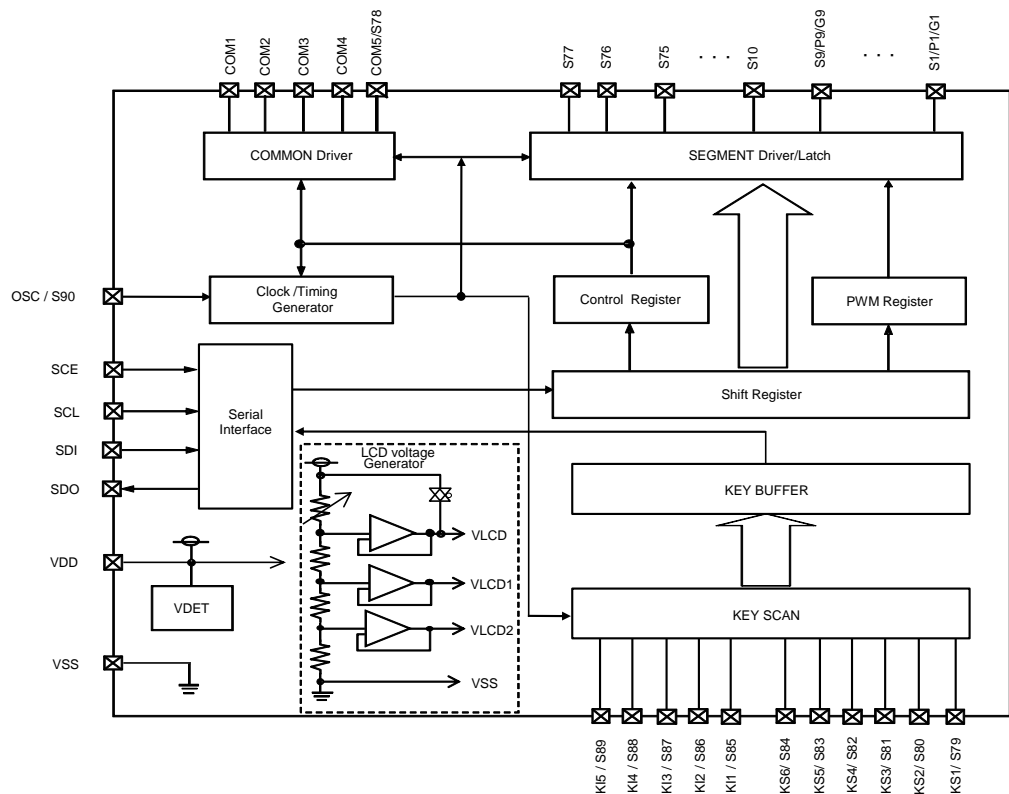 COM1
COM2
COM3
COM4
COM5/S78
S77
S76
S75
. . .
S10
S9/P9/G9
. . .
S1/P1/G1
COMMON Driver
SEGMENT Driver/Latch
OSC / S90
Clock /Timing
Generator
Control Register
PWM Register
SCE
SCL
SDI
SDO
Serial
Interface
Shift Register
LCD voltage
Generator
KEY BUFFER
VLCD
VDD
VDET
VLCD1
KEY SCAN
VLCD2
VSS
VSS
KI5 / S89
KI4 / S88
KI3 / S87
KI2 / S86
KI1 / S85
KS6/ S84
KS5/ S83
KS4/ S82
KS3/ S81
KS2/ S80
KS1/ S79